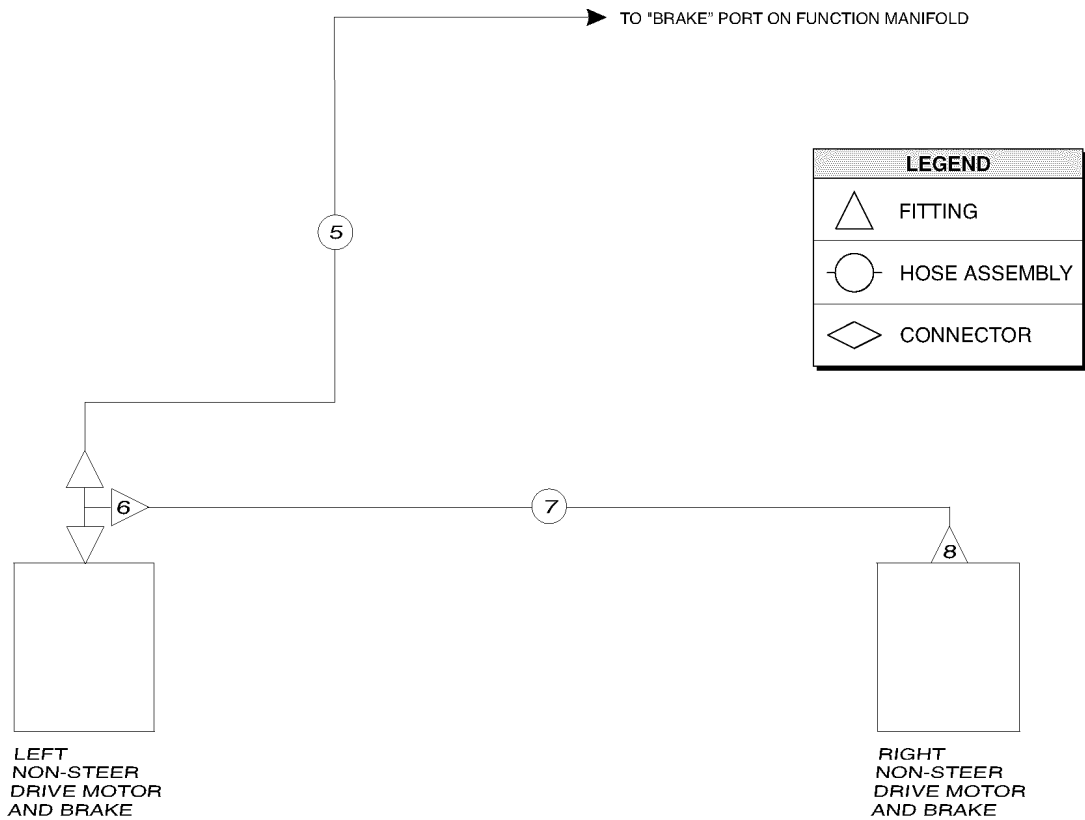 TO "BRAKE" PORT ON FUNCTION MANIFOLD
LEGEND
FITTING
HOSE ASSEMBLY
CONNECTOR
5
6
7
8
LEFT
NON-STEER
DRIVE MOTOR
AND BRAKE
RIGHT
NON-STEER
DRIVE MOTOR
AND BRAKE